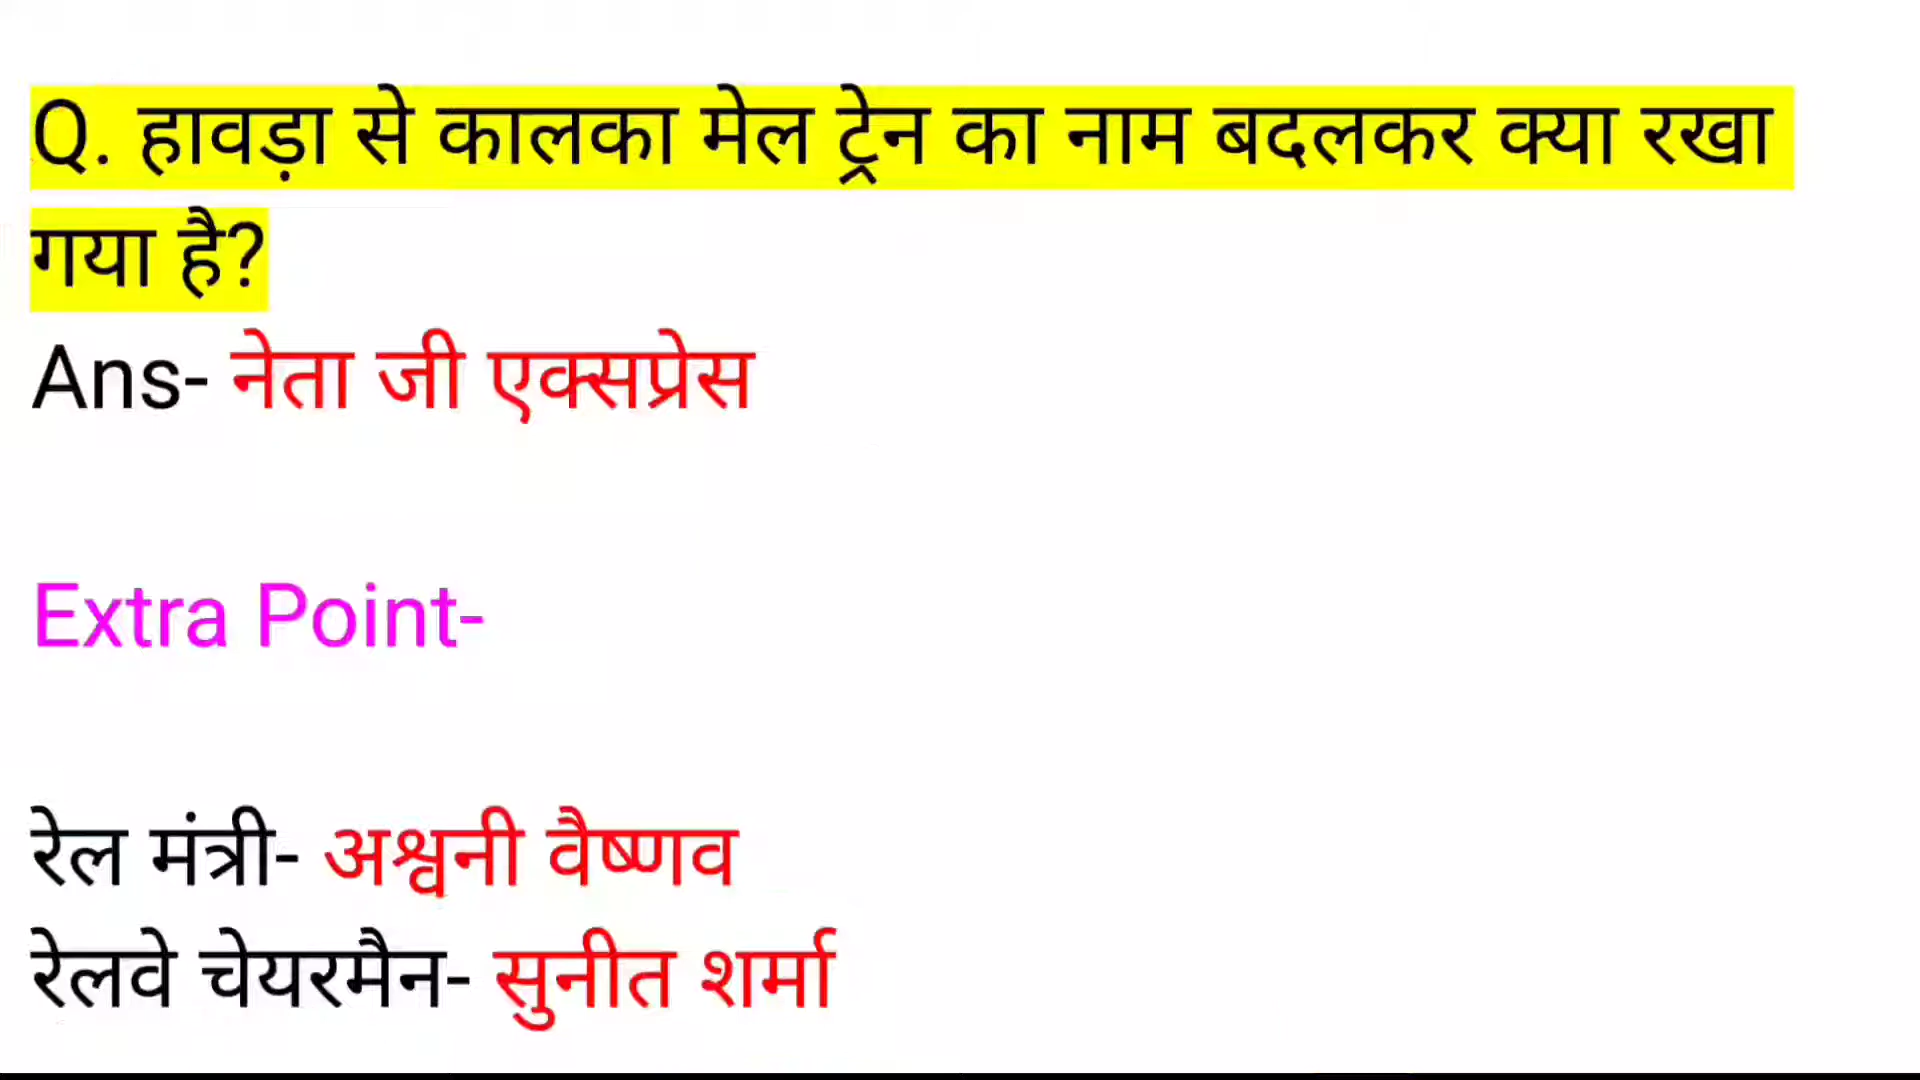 Q. हावड़ा से कालका मेल ट्रेन का नाम बदलकर क्या रखा
गया है?
Ans- नेता जी एक्सप्रेस
Extra Point-
रेल मंत्री- अश्वनी वैष्णव
रेलवे चेयरमैन- सुनीत शर्मा